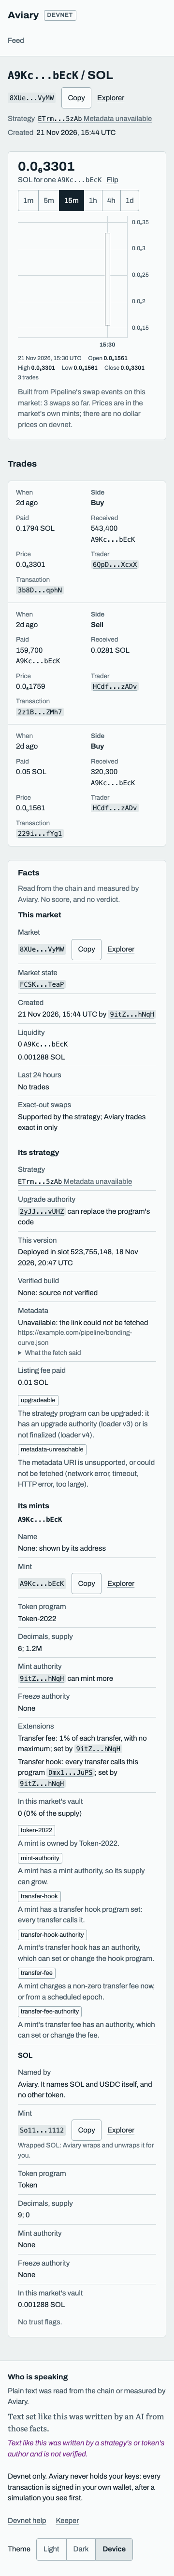 Aviary DEVNET
Feed
A9Kc...bEcK / SOL
8XUe...VyMW Copy Explorer
Strategy ETrm...5zAb Metadata unavailable
Created 21 Nov 2026, 15:44 UTC
0.0₆3301
SOL for one A9Kc...bEcK Flip
1m 5m 15m 1h 4h 1d
0.0₆35
0.0₆3
0.0₆25
0.0₆2
0.0₆15
15:30
21 Nov 2026, 15:30 UTC Open 0.0₆1561
High 0.0₆3301 Low 0.0₆1561 Close 0.0₆3301
3 trades
Built from Pipeline's swap events on this
market: 3 swaps so far. Prices are in the
market's own mints; there are no dollar
prices on devnet.
Trades
When Side
2d ago Buy
Paid Received
0.1794 SOL 543,400
A9Kc...bEcK
Price Trader
0.0₆3301 6QpD...XcxX
Transaction
3b8D...qphN
When Side
2d ago Sell
Paid Received
159,700 0.0281 SOL
A9Kc...bEcK
Price Trader
0.0₆1759 HCdf...zADv
Transaction
2z1B...ZMh7
When Side
2d ago Buy
Paid Received
0.05 SOL 320,300
A9Kc...bEcK
Price Trader
0.0₆1561 HCdf...zADv
Transaction
229i...fYg1
Facts
Read from the chain and measured by
Aviary. No score, and no verdict.
This market
Market
8XUe...VyMW Copy Explorer
Market state
FCSK...TeaP
Created
21 Nov 2026, 15:44 UTC by 9itZ...hNqH
Liquidity
0 A9Kc...bEcK
0.001288 SOL
Last 24 hours
No trades
Exact-out swaps
Supported by the strategy; Aviary trades
exact in only
Its strategy
Strategy
ETrm...5zAb Metadata unavailable
Upgrade authority
2yJJ...vUHZ can replace the program's
code
This version
Deployed in slot 523,755,148, 18 Nov
2026, 20:47 UTC
Verified build
None: source not verified
Metadata
Unavailable: the link could not be fetched
https://example.com/pipeline/bonding-
curve.json
▶ What the fetch said
Listing fee paid
0.01 SOL
upgradeable
The strategy program can be upgraded: it
has an upgrade authority (loader v3) or is
not finalized (loader v4).
metadata-unreachable
The metadata URI is unsupported, or could
not be fetched (network error, timeout,
HTTP error, too large).
Its mints
A9Kc...bEcK
Name
None: shown by its address
Mint
A9Kc...bEcK Copy Explorer
Token program
Token-2022
Decimals, supply
6; 1.2M
Mint authority
9itZ...hNqH can mint more
Freeze authority
None
Extensions
Transfer fee: 1% of each transfer, with no
maximum; set by 9itZ...hNqH
Transfer hook: every transfer calls this
program Dmx1...JuPS; set by
9itZ...hNqH
In this market's vault
0 (0% of the supply)
token-2022
A mint is owned by Token-2022.
mint-authority
A mint has a mint authority, so its supply
can grow.
transfer-hook
A mint has a transfer hook program set:
every transfer calls it.
transfer-hook-authority
A mint's transfer hook has an authority,
which can set or change the hook program.
transfer-fee
A mint charges a non-zero transfer fee now,
or from a scheduled epoch.
transfer-fee-authority
A mint's transfer fee has an authority, which
can set or change the fee.
SOL
Named by
Aviary. It names SOL and USDC itself, and
no other token.
Mint
So11...1112 Copy Explorer
Wrapped SOL: Aviary wraps and unwraps it for
you.
Token program
Token
Decimals, supply
9; 0
Mint authority
None
Freeze authority
None
In this market's vault
0.001288 SOL
No trust flags.
Who is speaking
Plain text was read from the chain or measured by
Aviary.
Text set like this was written by an AI from
those facts.
Text like this was written by a strategy's or token's
author and is not verified.
Devnet only. Aviary never holds your keys: every
transaction is signed in your own wallet, after a
simulation you see first.
Devnet help Keeper
Theme Light Dark Device